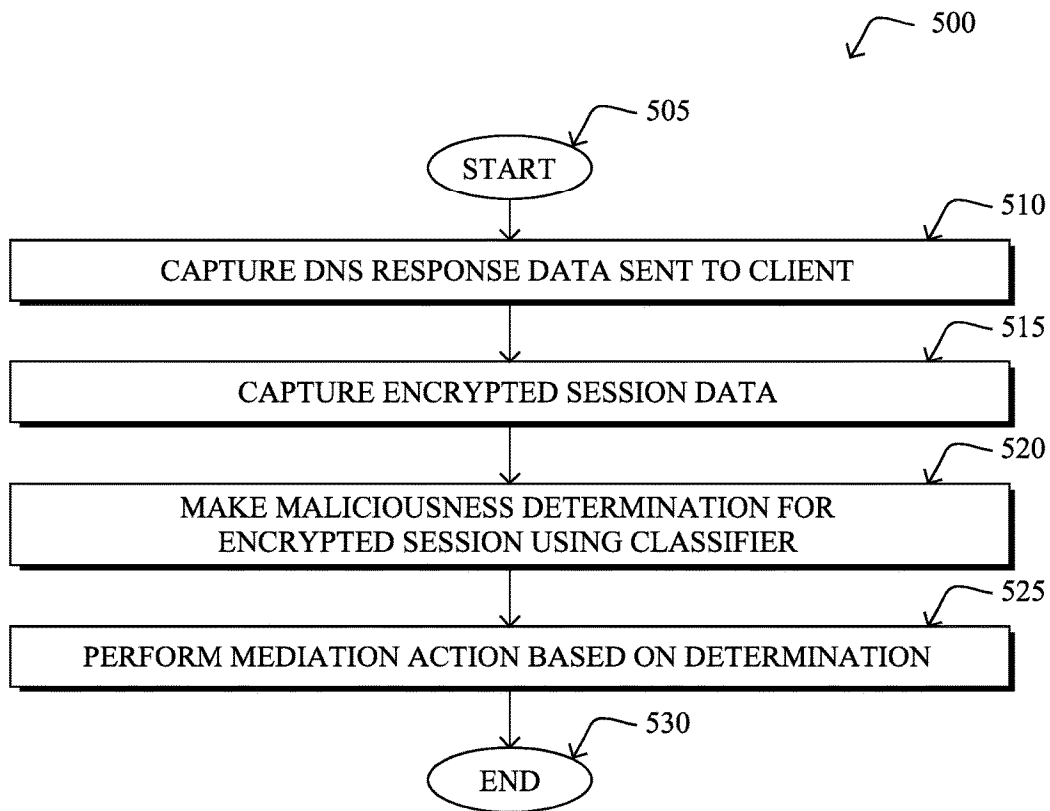 500
505
START
510
CAPTURE DNS RESPONSE DATA SENT TO CLIENT
515
CAPTURE ENCRYPTED SESSION DATA
520
MAKE MALICIOUSNESS DETERMINATION FOR
ENCRYPTED SESSION USING CLASSIFIER
525
PERFORM MEDIATION ACTION BASED ON DETERMINATION
530
END